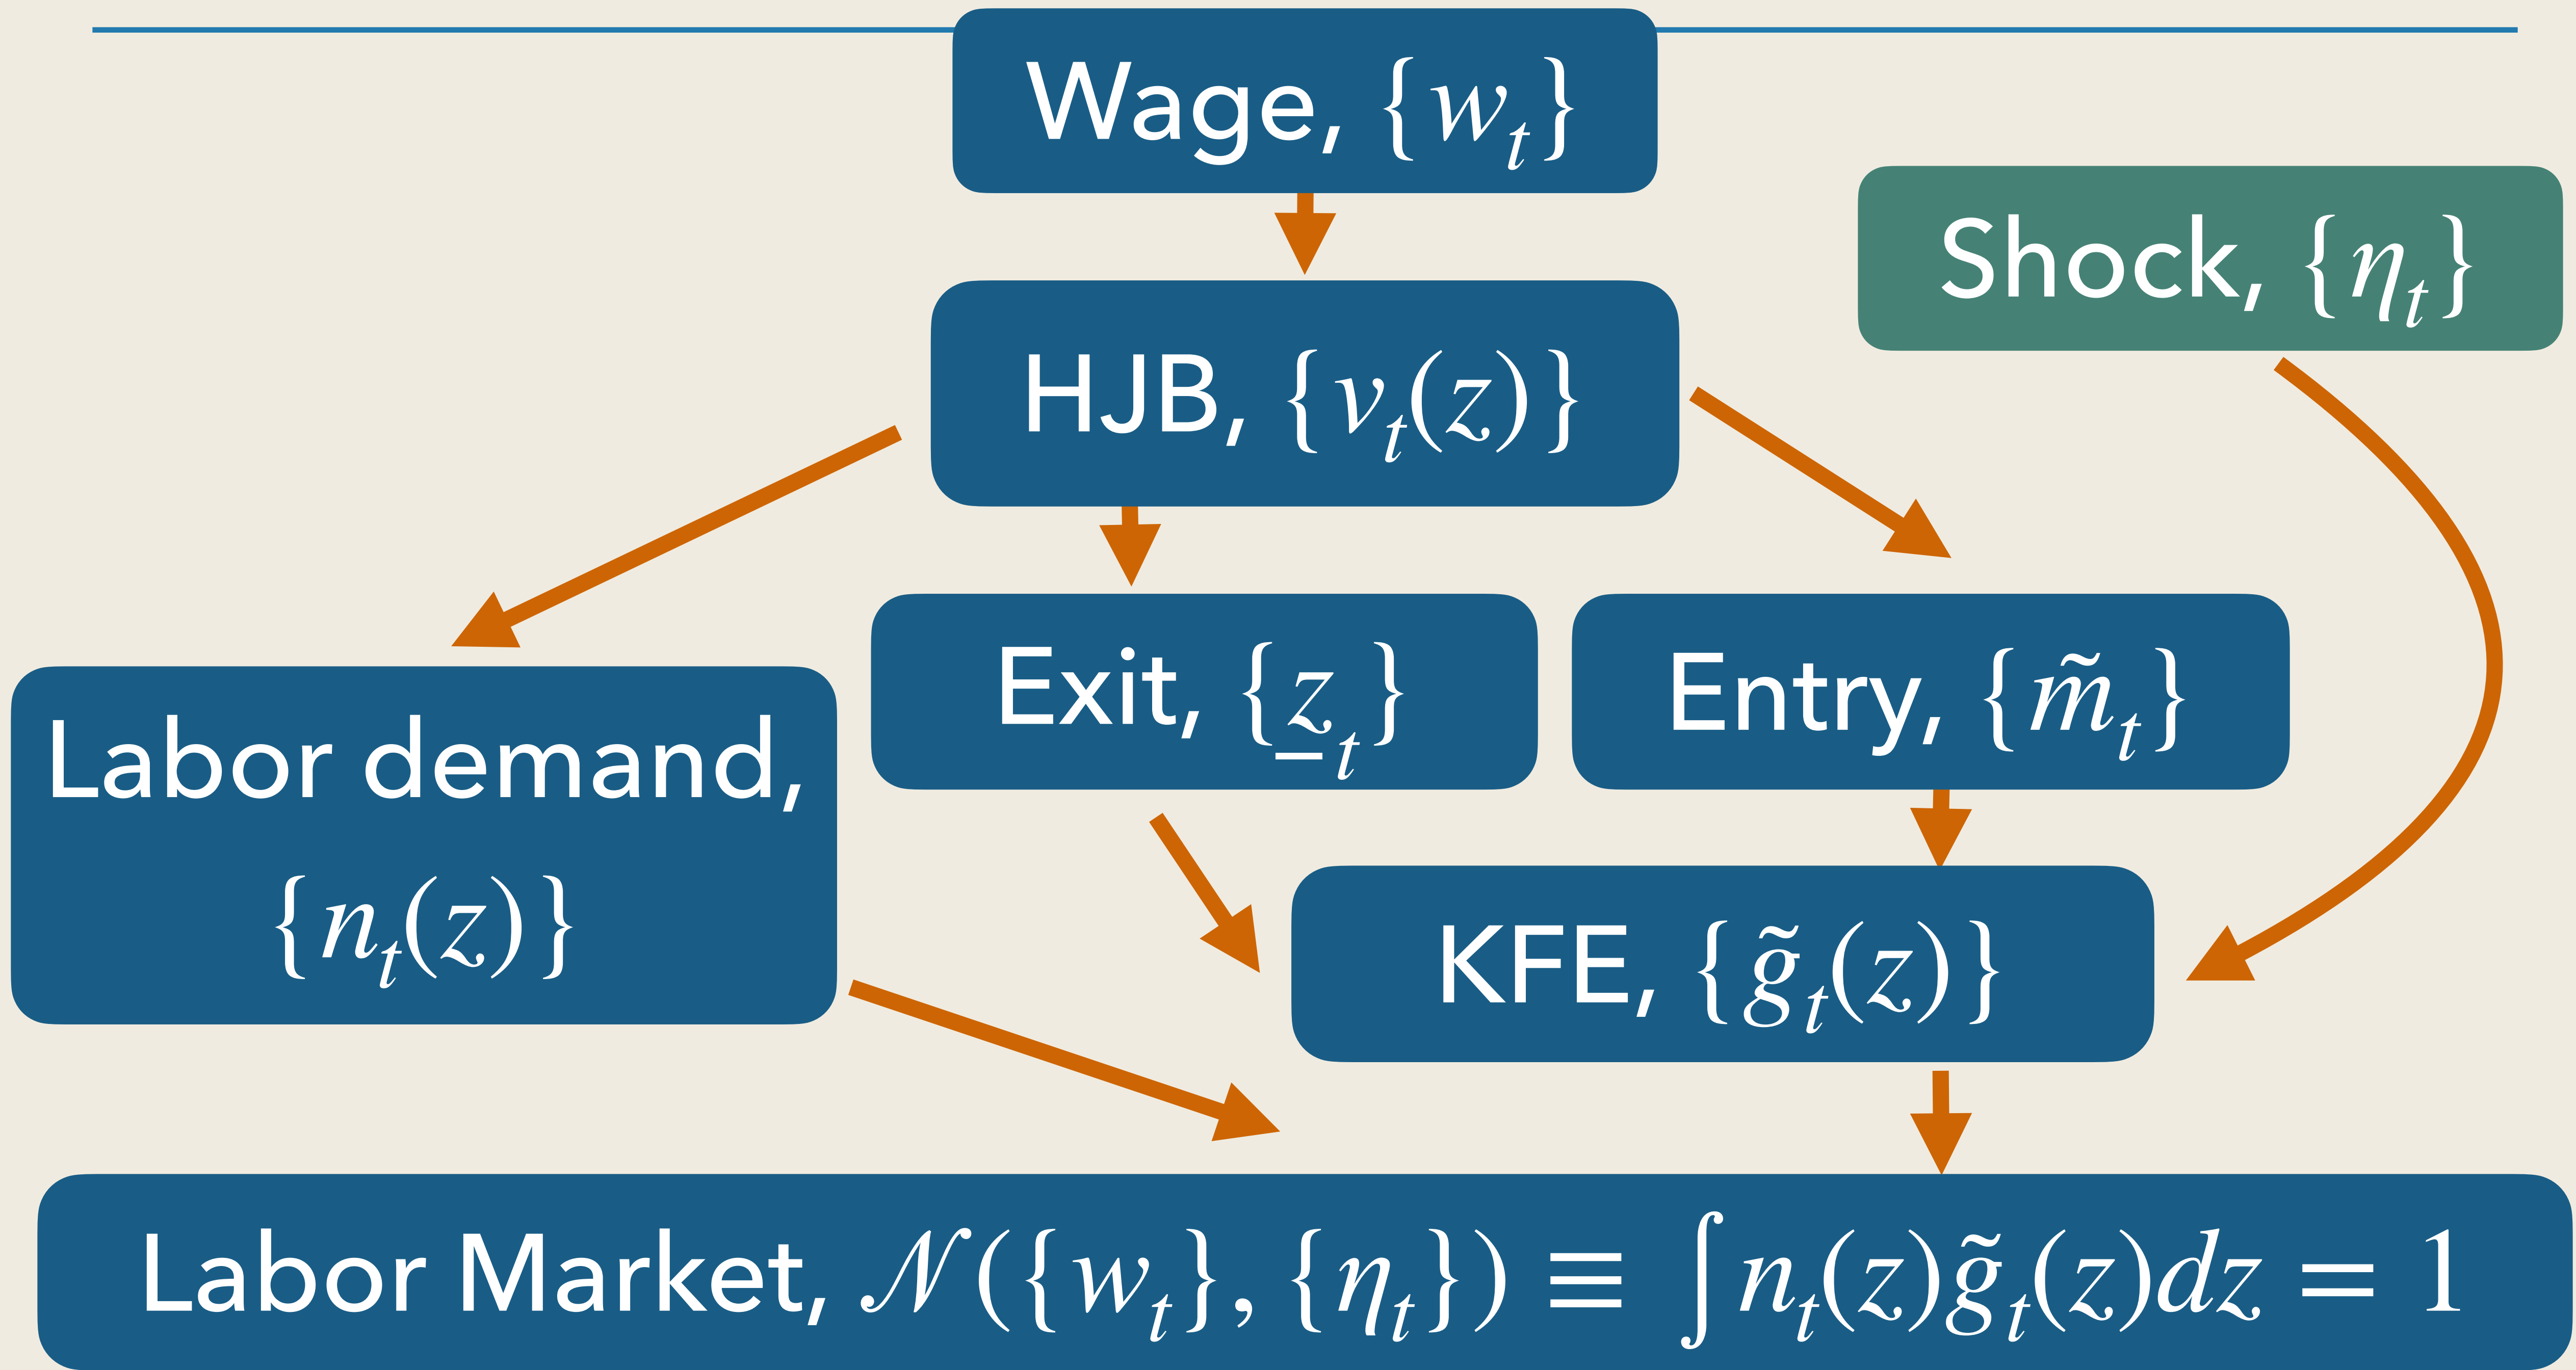 Wage, {w_t}
Shock, {η_t}
HJB, {v_t(z)}
Exit, {z̲_t}
Entry, {m̃_t}
Labor demand,
{n_t(z)}
KFE, {g̃_t(z)}
Labor Market, 𝒩({w_t}, {η_t}) ≡ ∫n_t(z)g̃_t(z)dz = 1